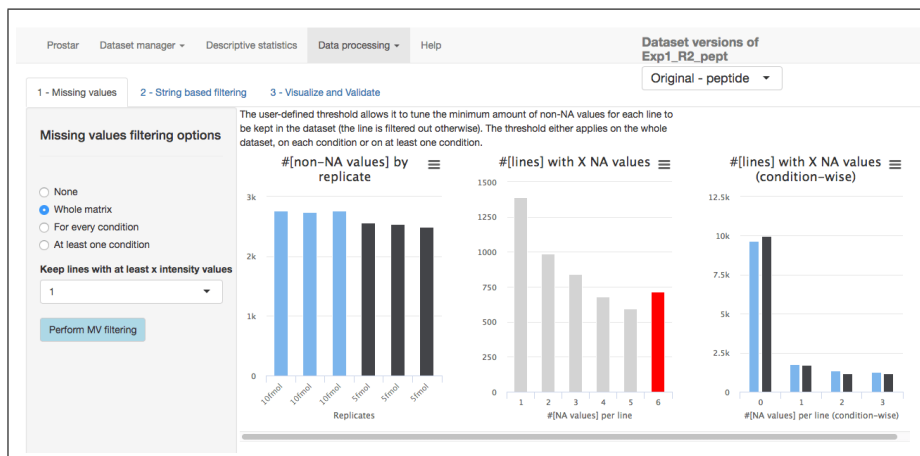 Prostar Dataset manager Descriptive statistics Data processing Help
Dataset versions of
Exp1_R2_pept
Original - peptide
1 - Missing values 2 - String based filtering 3 - Visualize and Validate
Missing values filtering options
None
Whole matrix
For every condition
At least one condition
Keep lines with at least x intensity values
1
Perform MV filtering
The user-defined threshold allows it to tune the minimum amount of non-NA values for each line to
be kept in the dataset (the line is filtered out otherwise). The threshold either applies on the whole
dataset, on each condition or on at least one condition.
#[non-NA values] by
replicate
3k
2k
1k
0
10fmol 10fmol 10fmol 5fmol 5fmol 5fmol
Replicates
#[lines] with X NA values
1500
1250
1000
750
500
250
0
1 2 3 4 5 6
#[NA values] per line
#[lines] with X NA values
(condition-wise)
12.5k
10k
7.5k
5k
2.5k
0
0 1 2 3
#[NA values] per line (condition-wise)